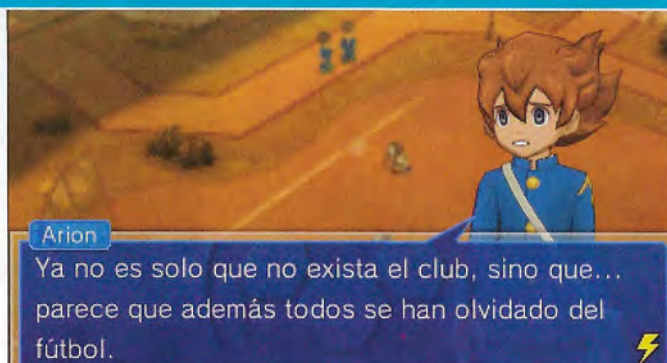 Arion
Ya no es solo que no exista el club, sino que...
parece que además todos se han olvidado del
fútbol.